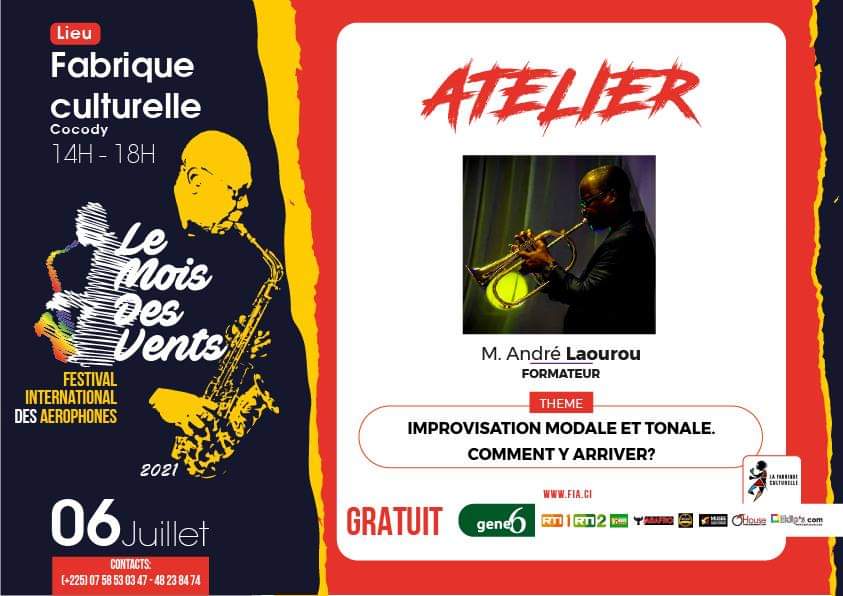 Lieu
Fabrique
culturelle
Cocody
14H - 18H
Le
Mois
Des
Vents
FESTIVAL
INTERNATIONAL
DES AEROPHONES
2021
06 Juillet
CONTACTS:
(+225) 07 58 53 03 47 - 48 23 84 74
ATELIER
M. André Laourou
FORMATEUR
THEME
IMPROVISATION MODALE ET TONALE.
COMMENT Y ARRIVER?
LA FABRIQUE
CULTURELLE
WWW.FIA.CI
GRATUIT
gene6
RTI 1
RTI 2
House